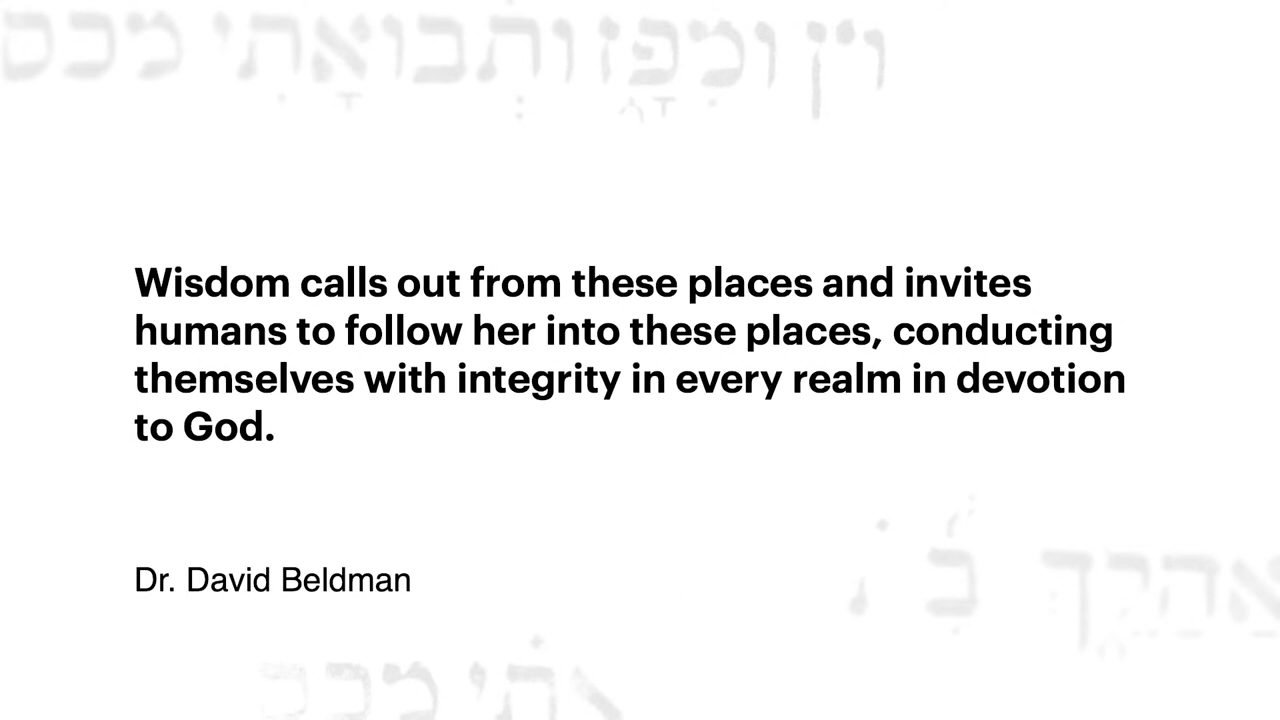 וּמִפָּ֑ז וּתְבוּאָתִי
Wisdom calls out from these places and invites
humans to follow her into these places, conducting
themselves with integrity in every realm in devotion
to God.
Dr. David Beldman